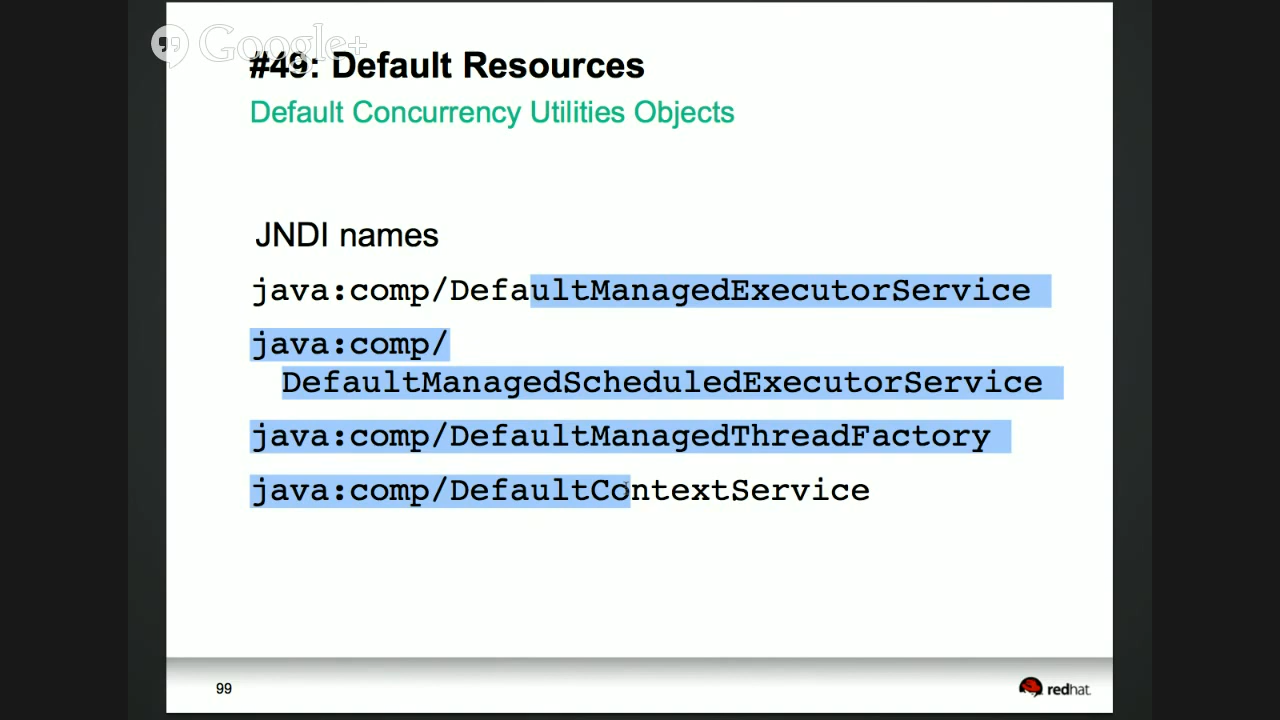 Google+
#49: Default Resources
Default Concurrency Utilities Objects
JNDI names
java:comp/DefaultManagedExecutorService
java:comp/
DefaultManagedScheduledExecutorService
java:comp/DefaultManagedThreadFactory
java:comp/DefaultContextService
99
redhat.